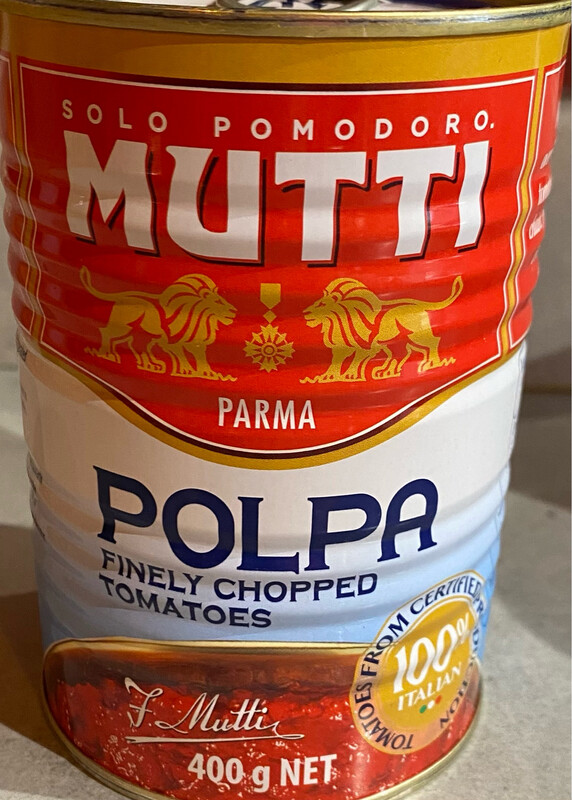 SOLO POMODORO.
MUTTI
PARMA
POLPA
FINELY CHOPPED
TOMATOES
TOMATOES FROM CERTIFIED
100%
ITALIAN
F Mutti
400 g NET